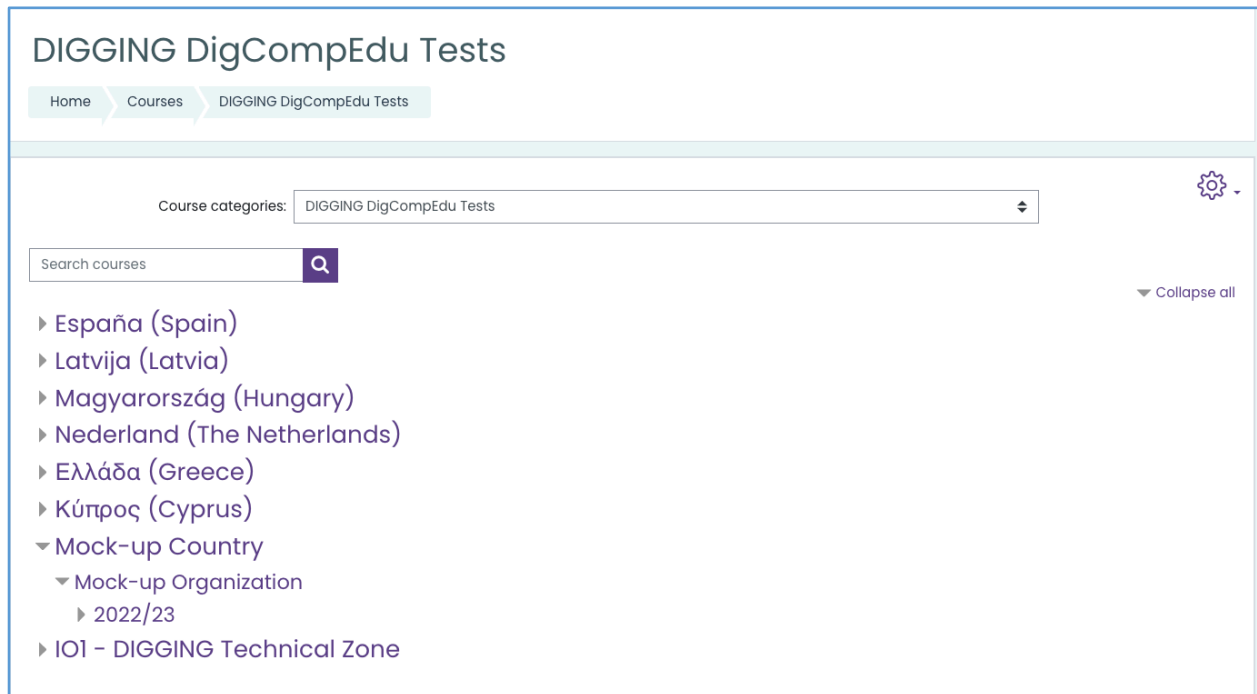 DIGGING DigCompEdu Tests
Home Courses DIGGING DigCompEdu Tests
Course categories: DIGGING DigCompEdu Tests
Search courses
Collapse all
España (Spain)
Latvija (Latvia)
Magyarország (Hungary)
Nederland (The Netherlands)
Ελλάδα (Greece)
Κύπρος (Cyprus)
Mock-up Country
Mock-up Organization
2022/23
IO1 - DIGGING Technical Zone